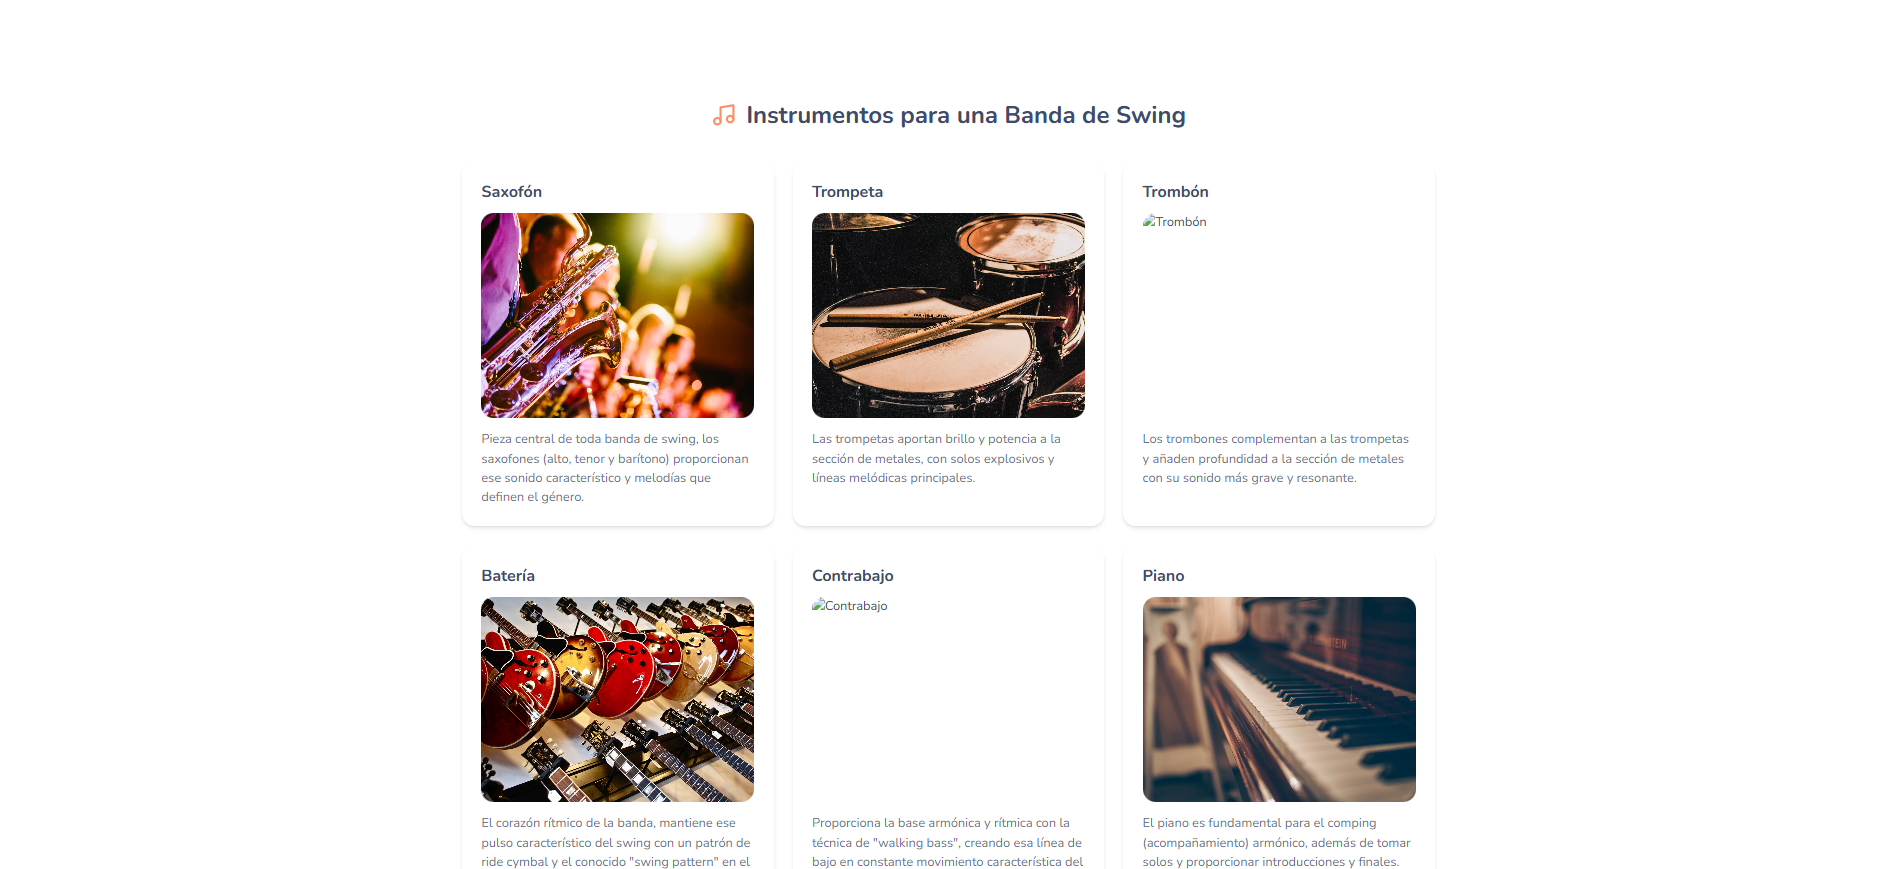 Instrumentos para una Banda de Swing
Saxofón
Pieza central de toda banda de swing, los
saxofones (alto, tenor y barítono) proporcionan
ese sonido característico y melodías que
definen el género.
Trompeta
Las trompetas aportan brillo y potencia a la
sección de metales, con solos explosivos y
líneas melódicas principales.
Trombón
Trombón
Los trombones complementan a las trompetas
y añaden profundidad a la sección de metales
con su sonido más grave y resonante.
Batería
El corazón rítmico de la banda, mantiene ese
pulso característico del swing con un patrón de
ride cymbal y el conocido "swing pattern" en el
Contrabajo
Contrabajo
Proporciona la base armónica y rítmica con la
técnica de "walking bass", creando esa línea de
bajo en constante movimiento característica del
Piano
El piano es fundamental para el comping
(acompañamiento) armónico, además de tomar
solos y proporcionar introducciones y finales.